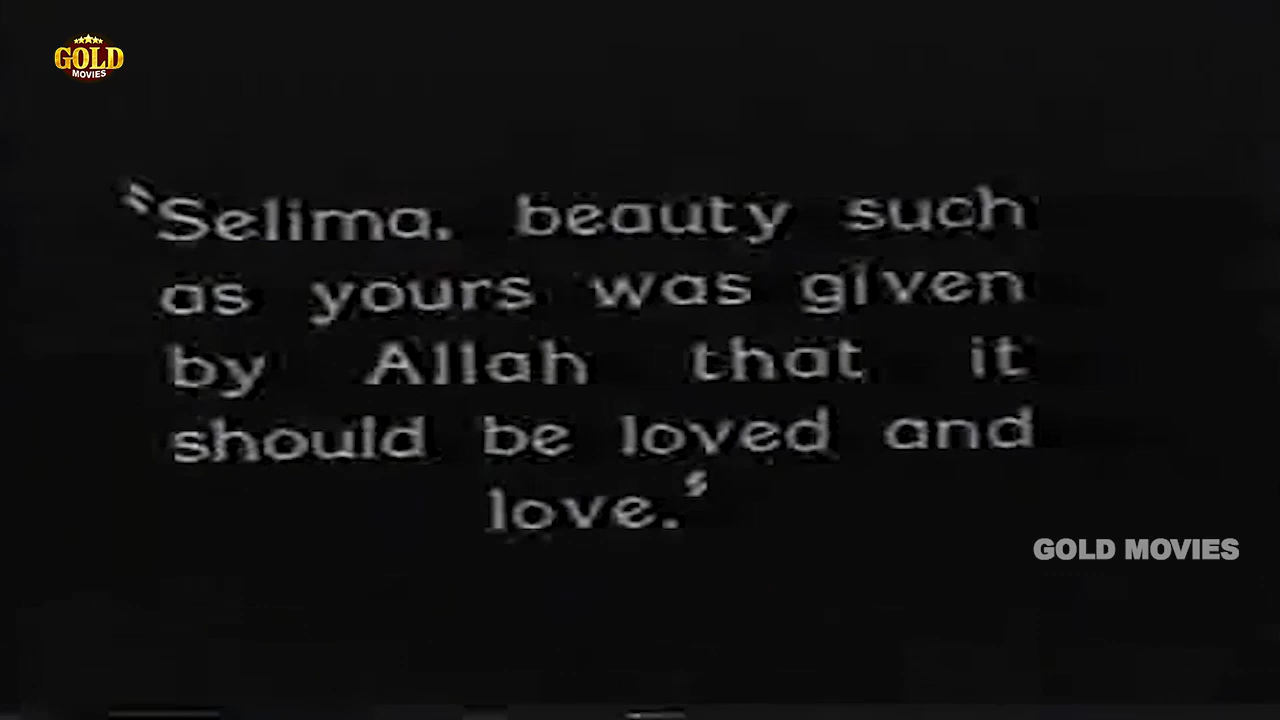 GOLD
MOVIES
"Selima, beauty such
as yours was given
by Allah that it
should be loved and
love."
GOLD MOVIES